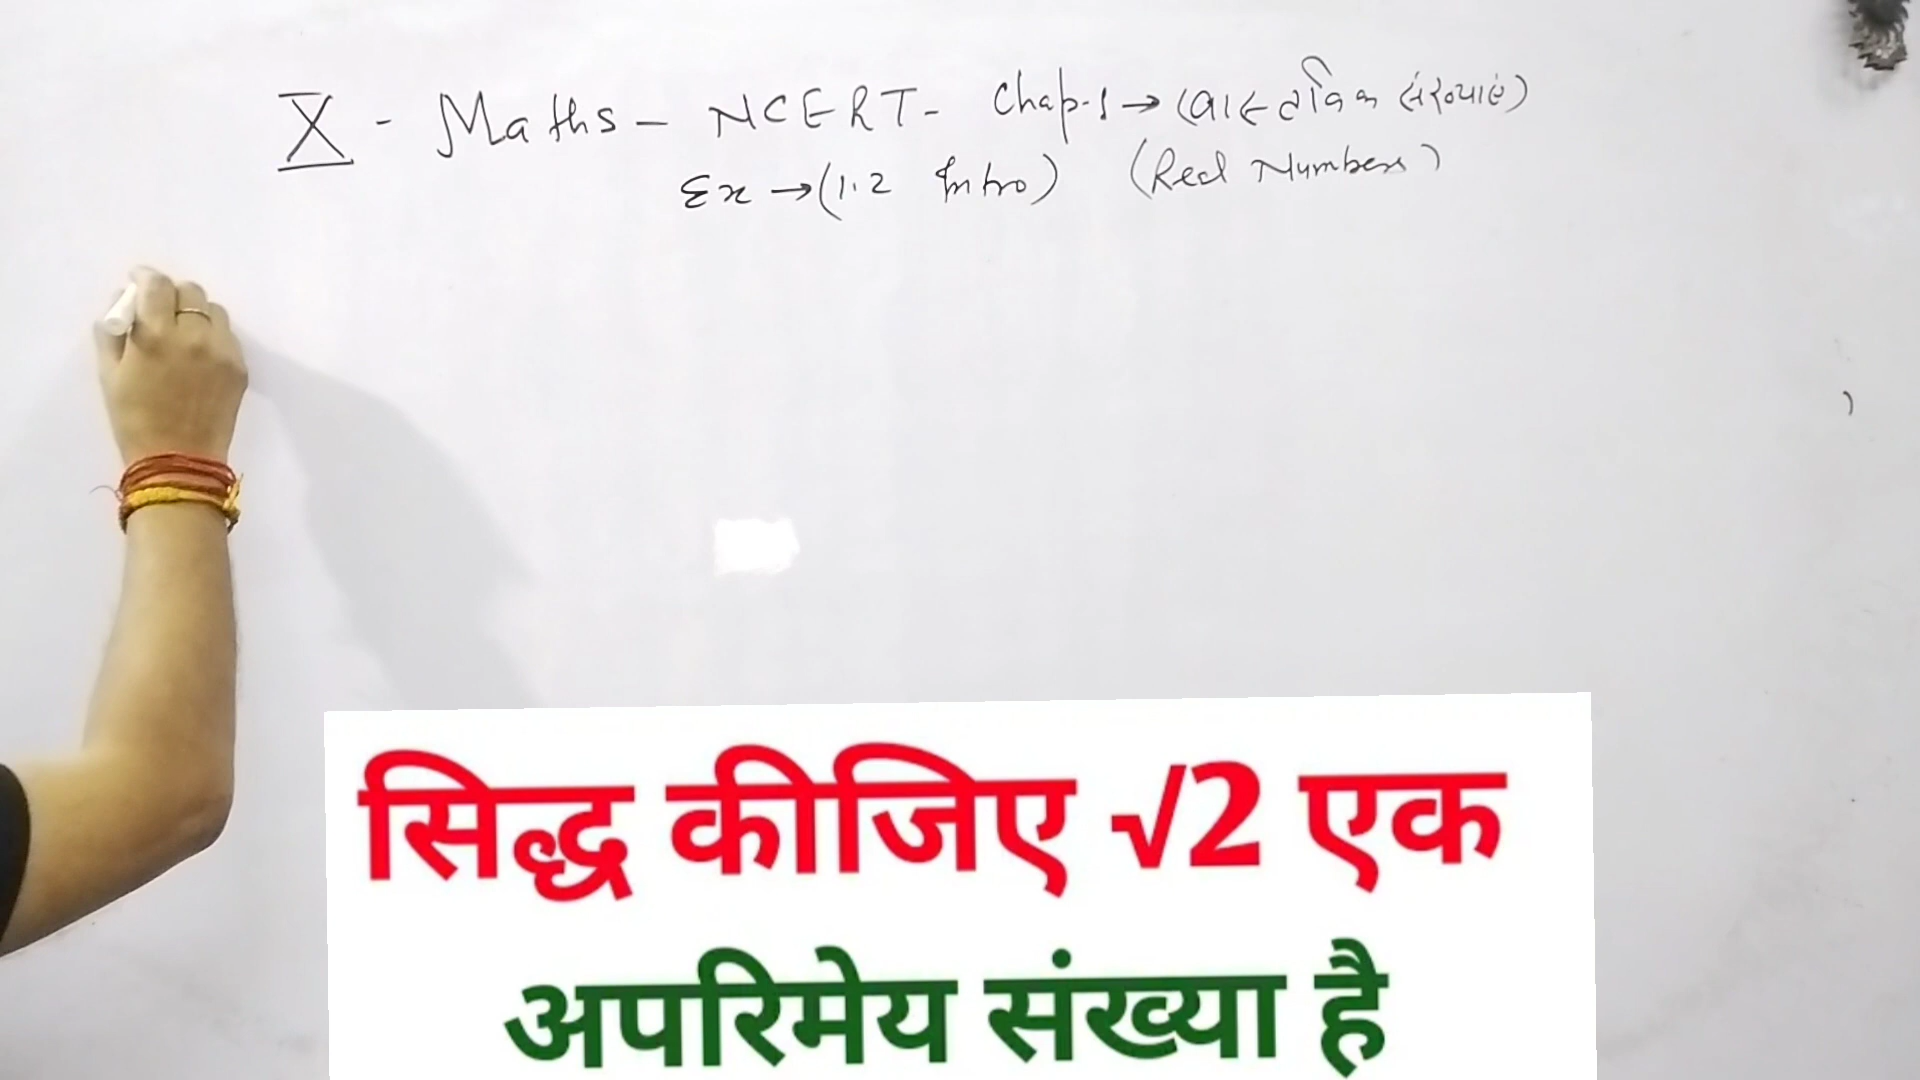 X - Maths - NCERT - Chap-1 → वास्तविक संख्याएं)
Ex → (1.2 Intro) (Real Numbers)
सिद्ध कीजिए √2 एक
अपरिमेय संख्या है